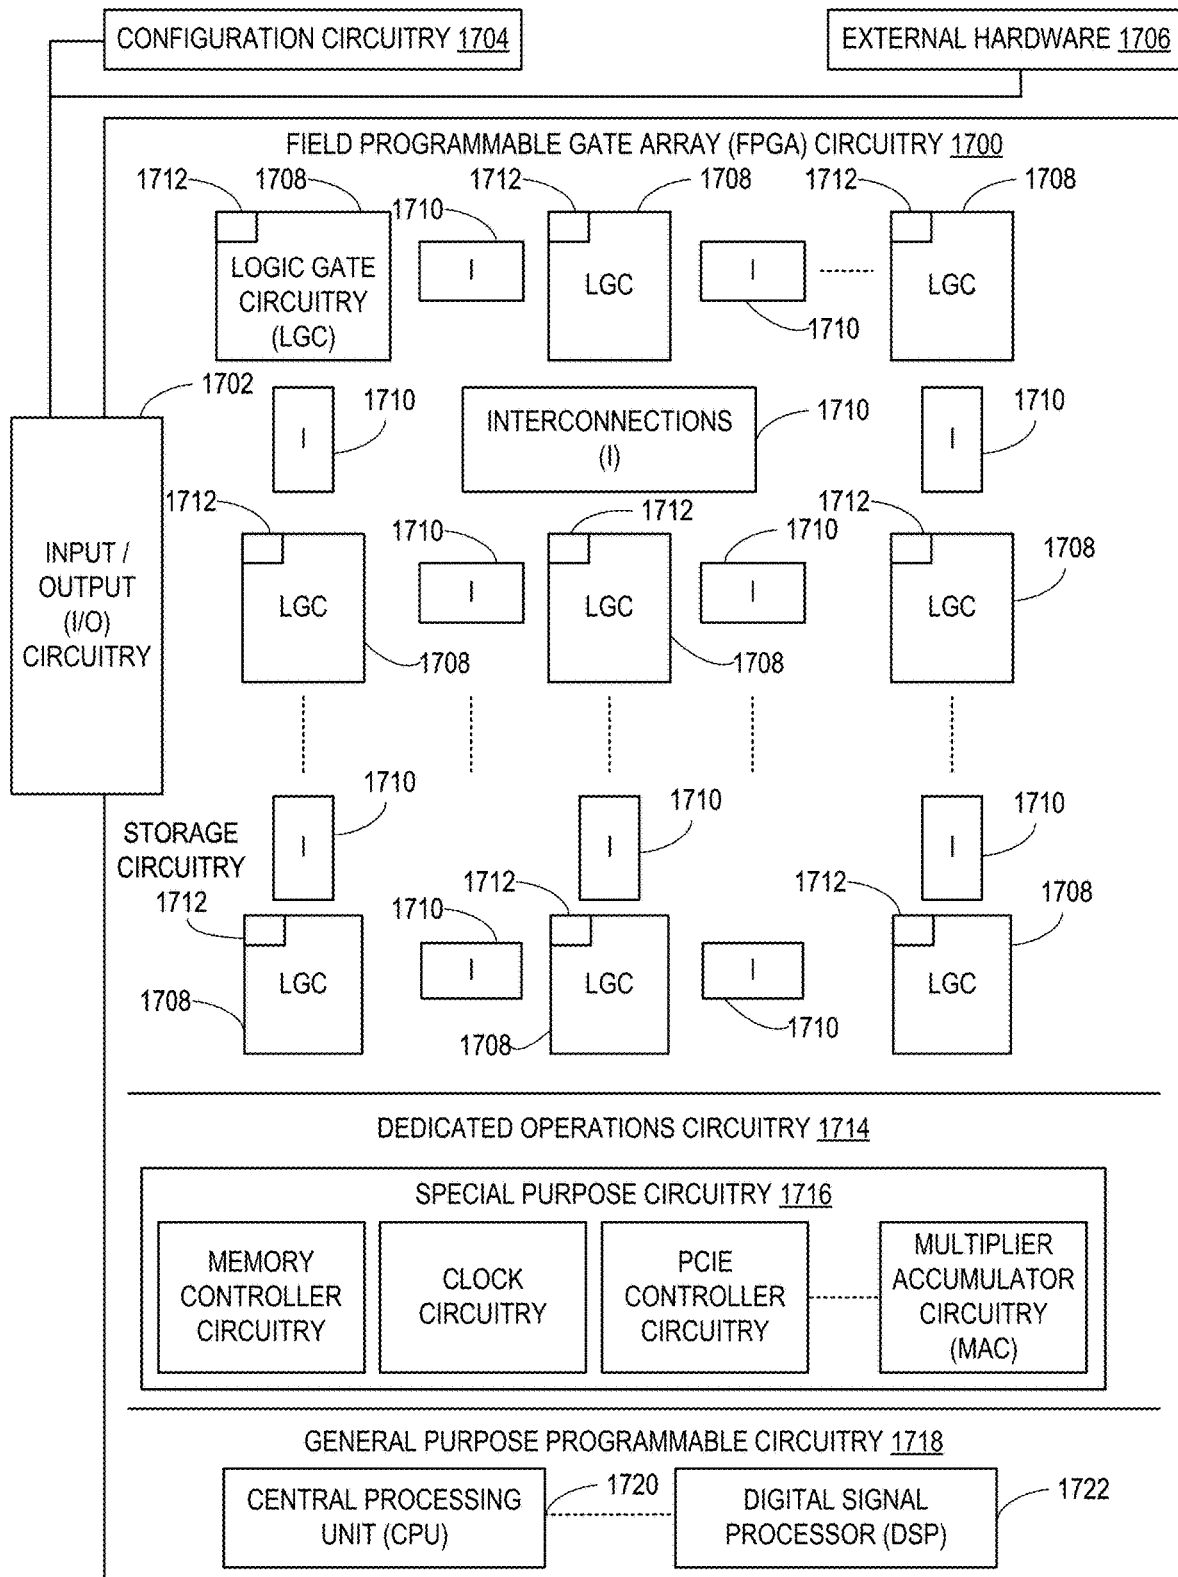 CONFIGURATION CIRCUITRY 1704
EXTERNAL HARDWARE 1706
FIELD PROGRAMMABLE GATE ARRAY (FPGA) CIRCUITRY 1700
1712
1708
1712
1708
1712
1708
1710
LOGIC GATE
CIRCUITRY
(LGC)
I
LGC
I
LGC
1710
1702
1710
1710
1710
I
INTERCONNECTIONS
(I)
I
1712
1710
1712
1710
1712
1708
INPUT /
OUTPUT
(I/O)
CIRCUITRY
LGC
I
LGC
I
LGC
1708
1708
1710
1710
1710
STORAGE
CIRCUITRY
I
I
I
1712
1710
1712
1712
1708
LGC
I
LGC
I
LGC
1708
1708
1710
DEDICATED OPERATIONS CIRCUITRY 1714
SPECIAL PURPOSE CIRCUITRY 1716
MEMORY
CONTROLLER
CIRCUITRY
CLOCK
CIRCUITRY
PCIE
CONTROLLER
CIRCUITRY
MULTIPLIER
ACCUMULATOR
CIRCUITRY
(MAC)
GENERAL PURPOSE PROGRAMMABLE CIRCUITRY 1718
CENTRAL PROCESSING
UNIT (CPU)
1720
DIGITAL SIGNAL
PROCESSOR (DSP)
1722